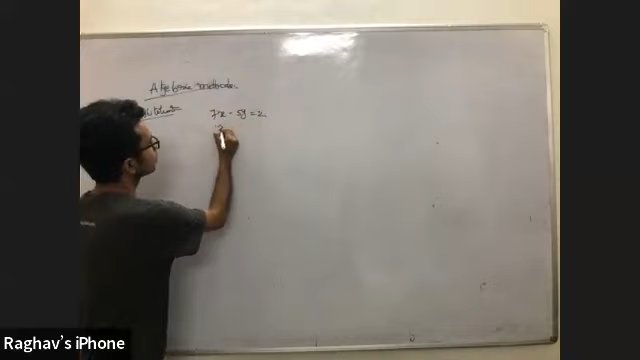 Algebraic methods
7x - 5y = 2
Raghav's iPhone